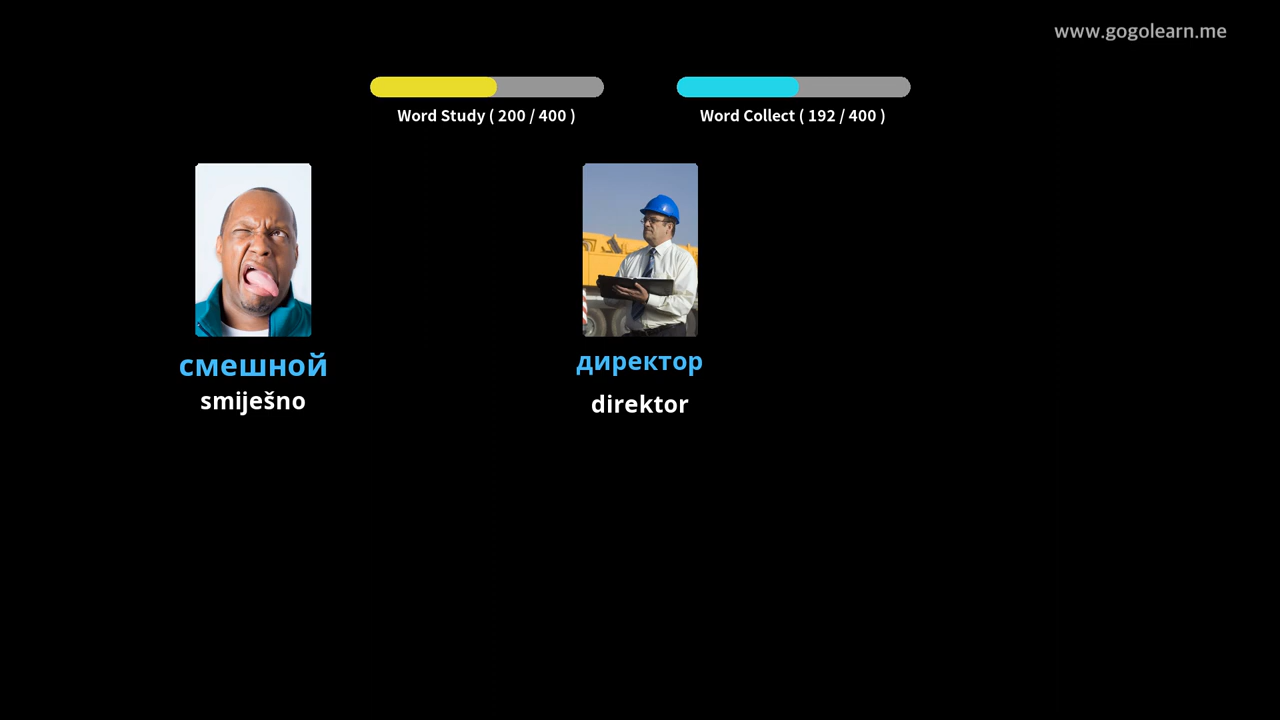 www.gogolearn.me
Word Study ( 200 / 400 )
Word Collect ( 192 / 400 )
смешной
smiješno
директор
direktor